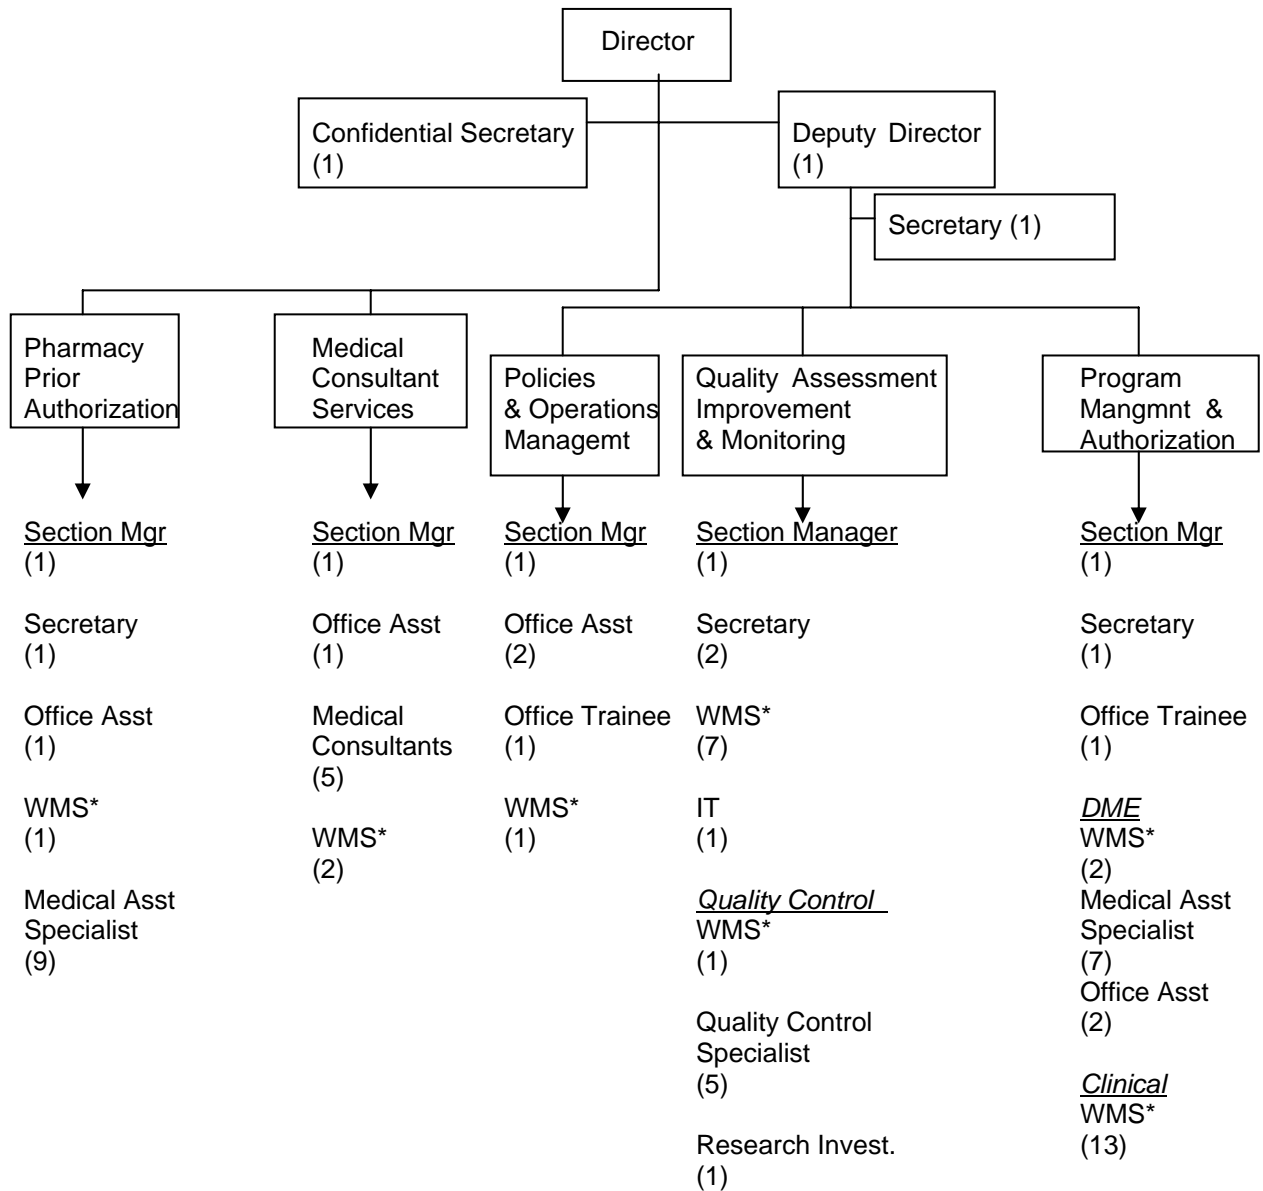 Director
Confidential Secretary
(1)
Deputy Director
(1)
Secretary (1)
Pharmacy
Prior
Authorization
Medical
Consultant
Services
Policies
& Operations
Managemt
Quality Assessment
Improvement
& Monitoring
Program
Mangmnt &
Authorization
Section Mgr
(1)
Secretary
(1)
Office Asst
(1)
WMS*
(1)
Medical Asst
Specialist
(9)
Section Mgr
(1)
Office Asst
(1)
Medical
Consultants
(5)
WMS*
(2)
Section Mgr
(1)
Office Asst
(2)
Office Trainee
(1)
WMS*
(1)
Section Manager
(1)
Secretary
(2)
WMS*
(7)
IT
(1)
Quality Control
WMS*
(1)
Quality Control
Specialist
(5)
Research Invest.
(1)
Section Mgr
(1)
Secretary
(1)
Office Trainee
(1)
DME
WMS*
(2)
Medical Asst
Specialist
(7)
Office Asst
(2)
Clinical
WMS*
(13)